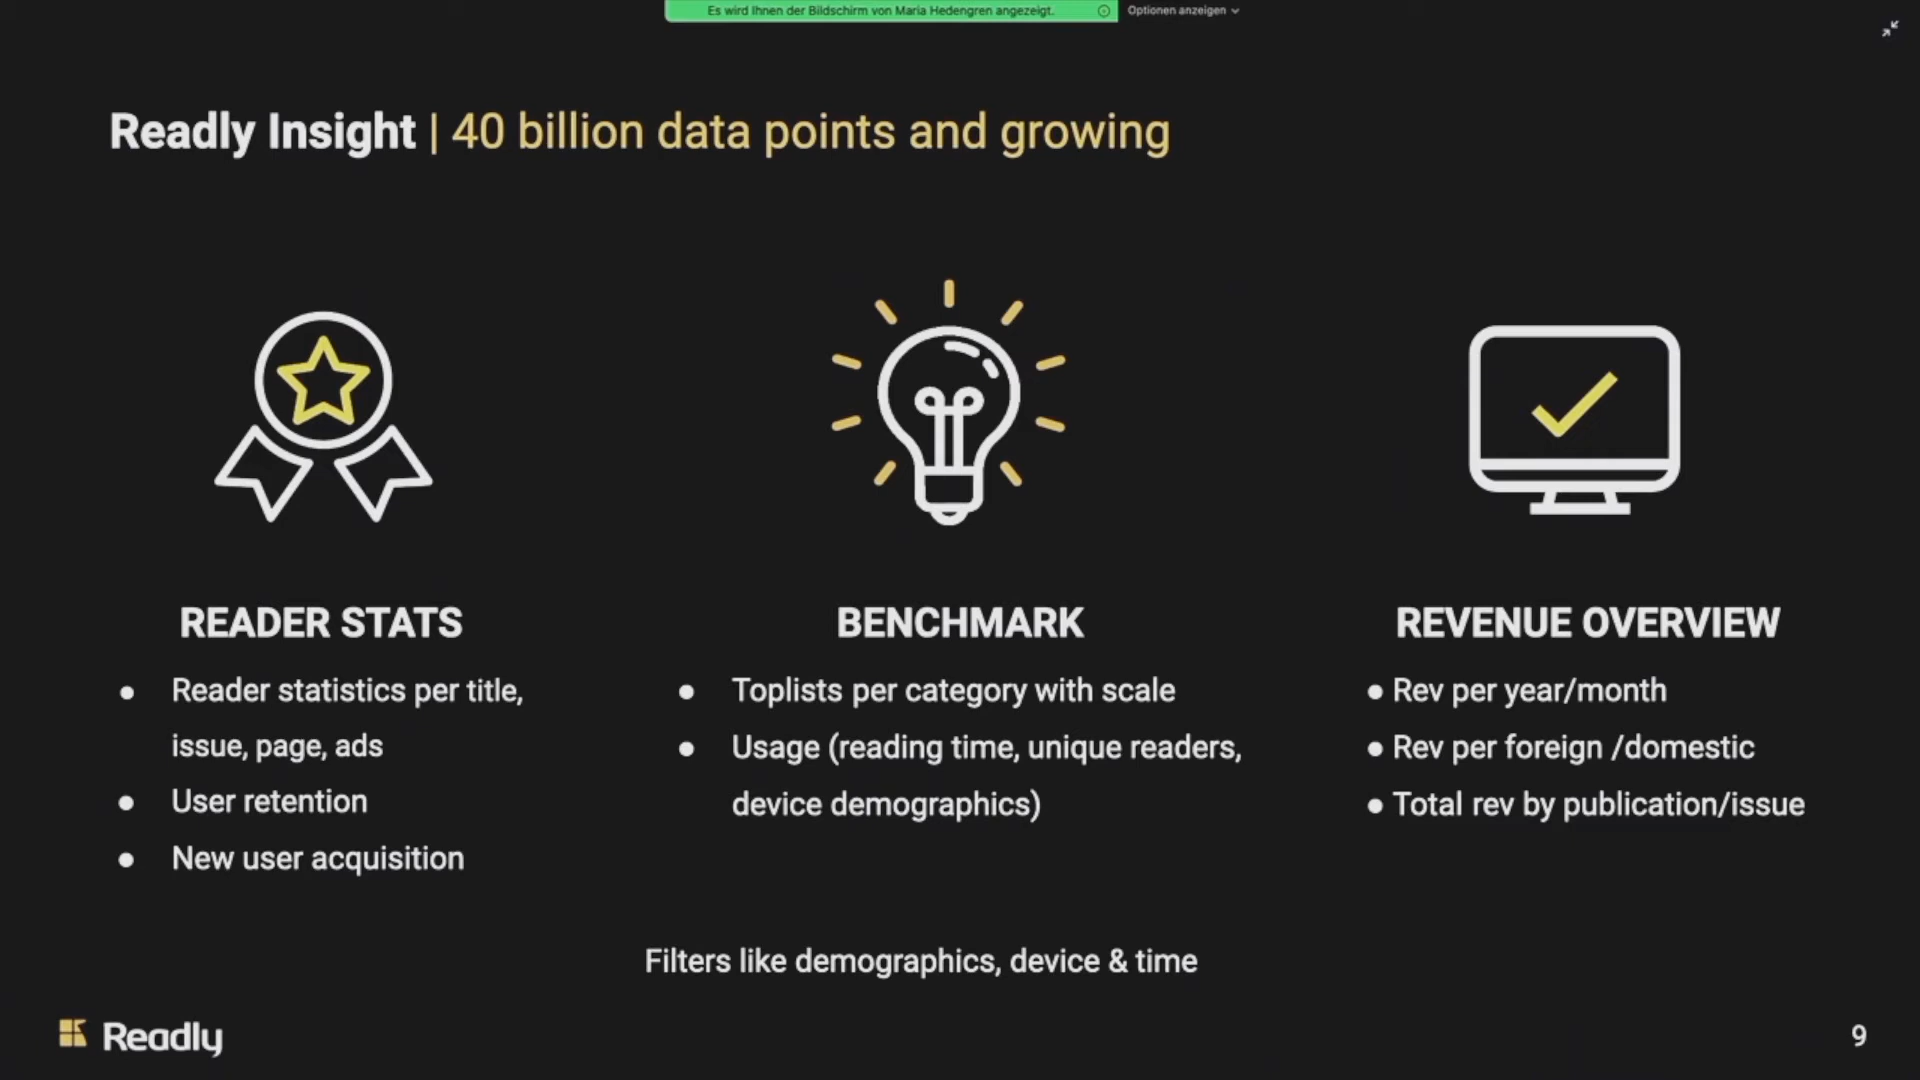 Es wird Ihnen der Bildschirm von Maria Hedengren angezeigt.
Optionen anzeigen
Readly Insight | 40 billion data points and growing
READER STATS
● Reader statistics per title,
issue, page, ads
● User retention
● New user acquisition
BENCHMARK
● Toplists per category with scale
● Usage (reading time, unique readers,
device demographics)
REVENUE OVERVIEW
● Rev per year/month
● Rev per foreign /domestic
● Total rev by publication/issue
Filters like demographics, device & time
Readly
9